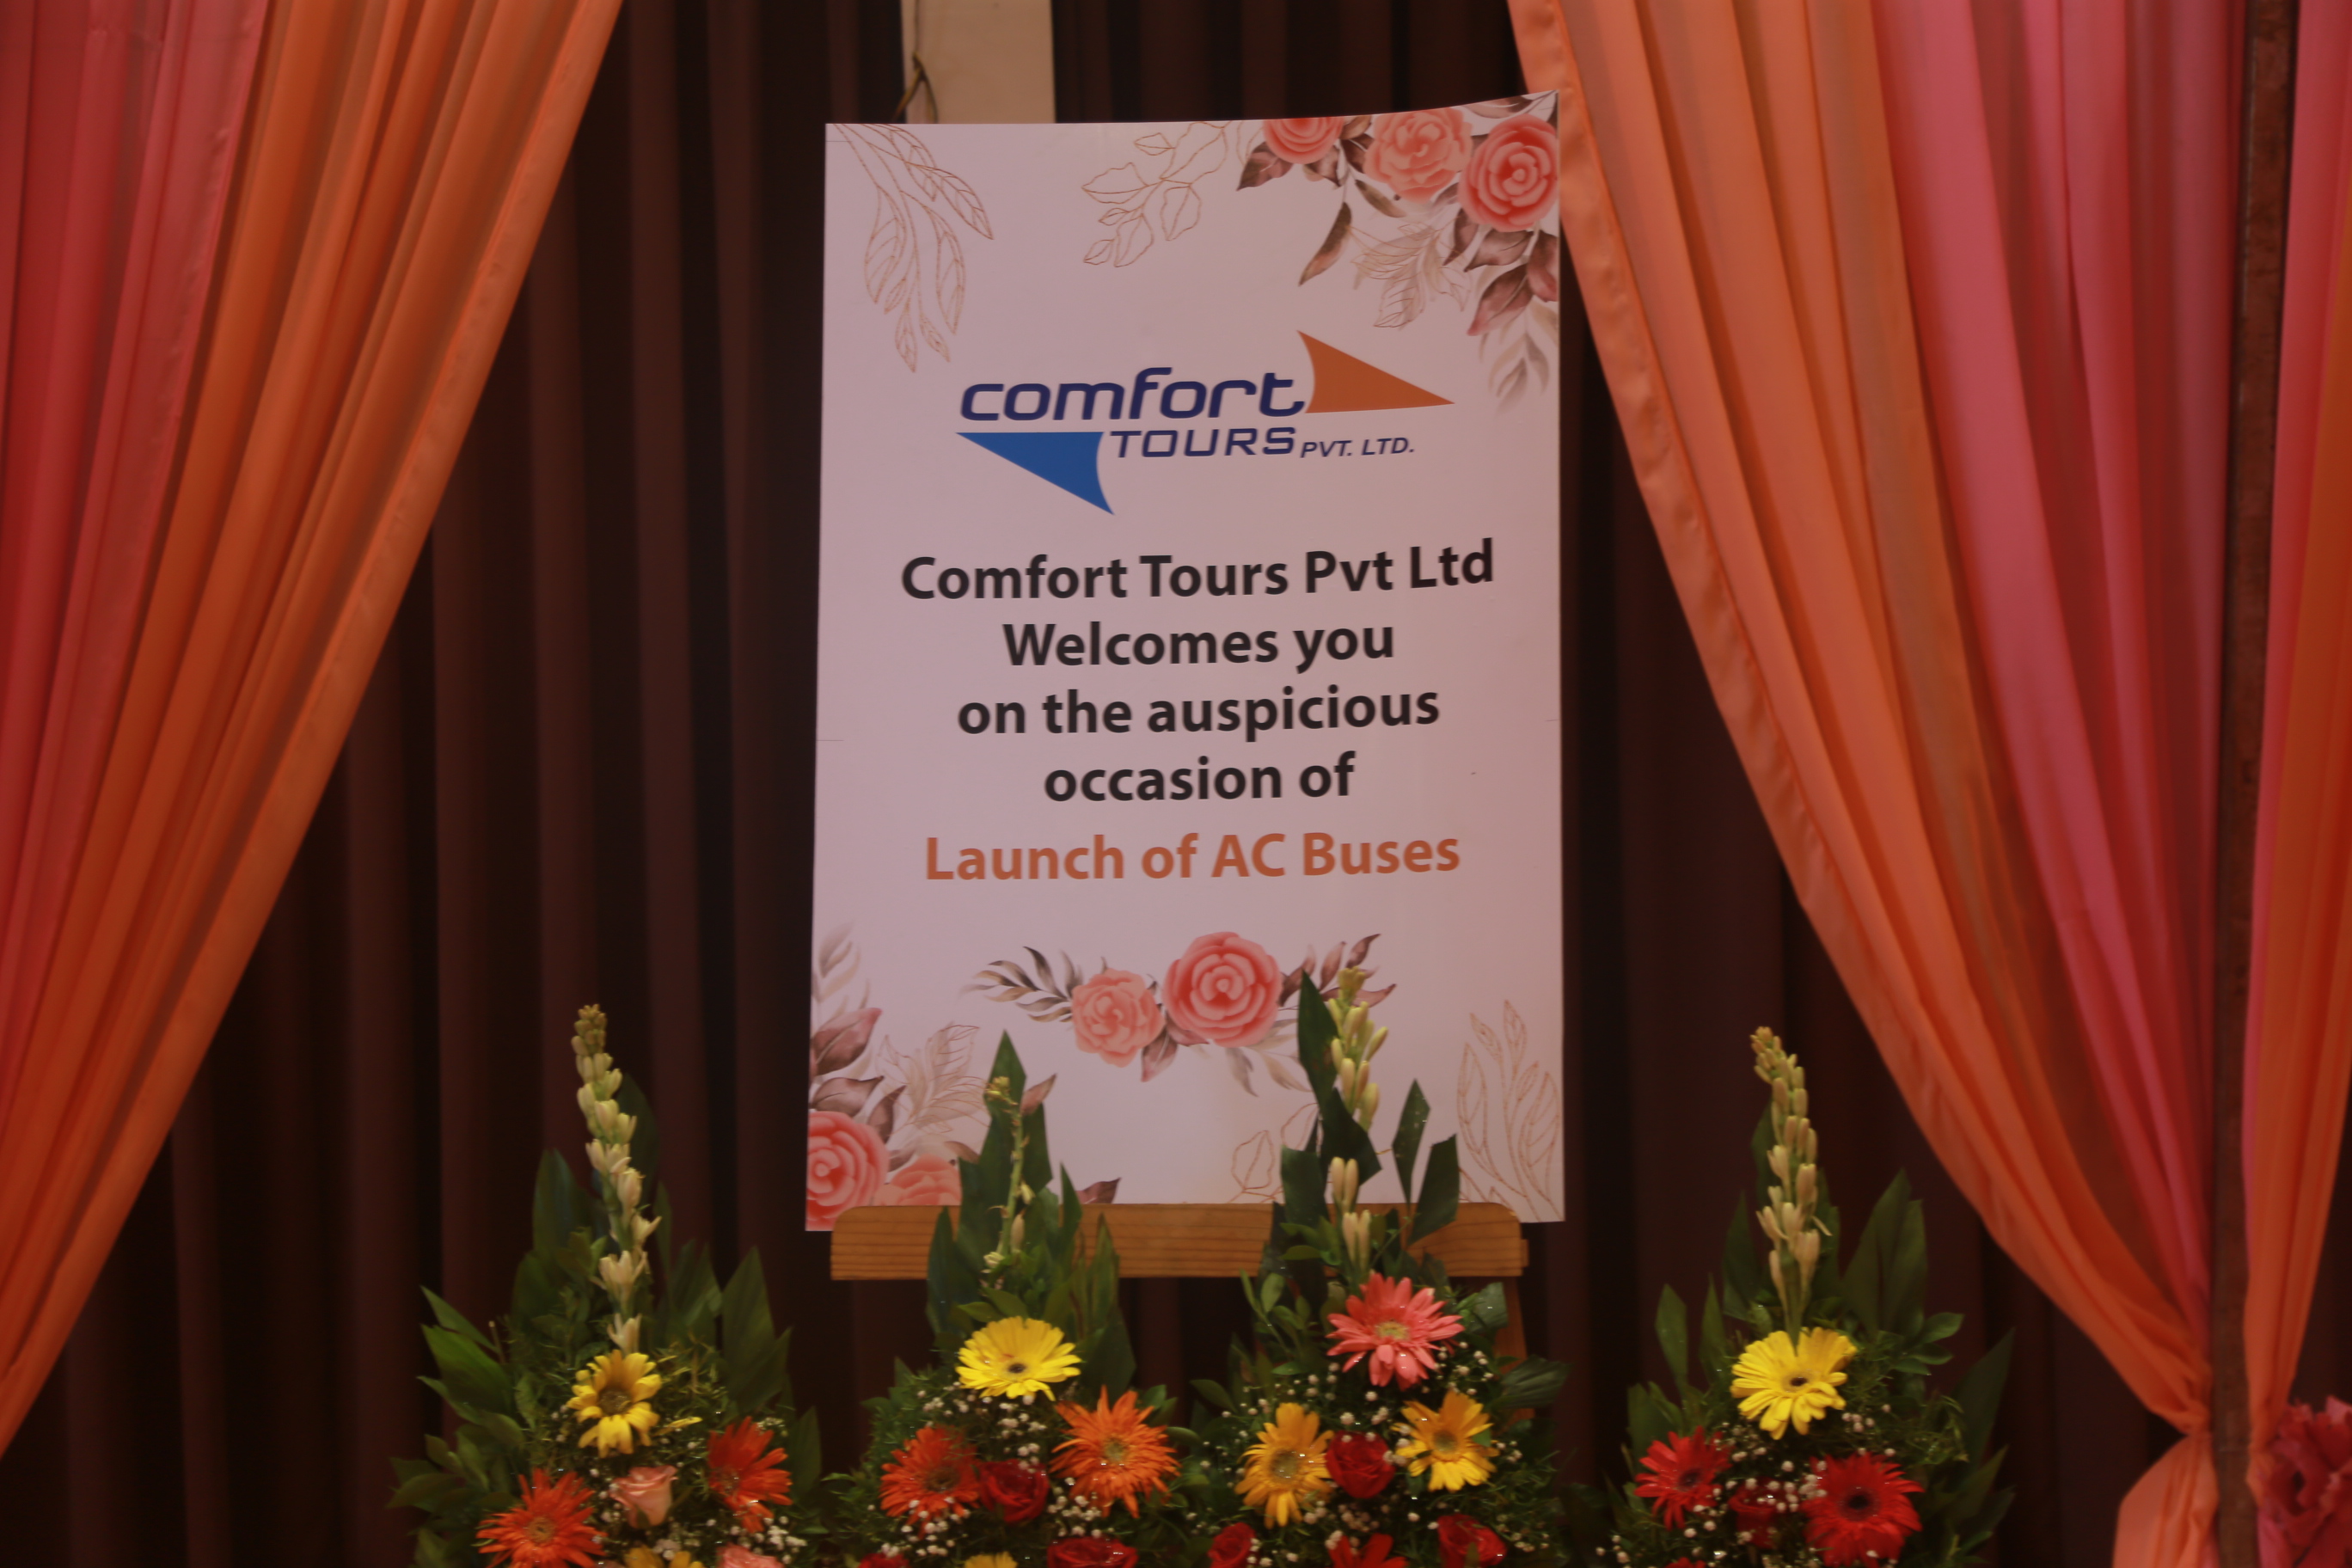 comfort
TOURS PVT. LTD.
Comfort Tours Pvt Ltd
Welcomes you
on the auspicious
occasion of
Launch of AC Buses